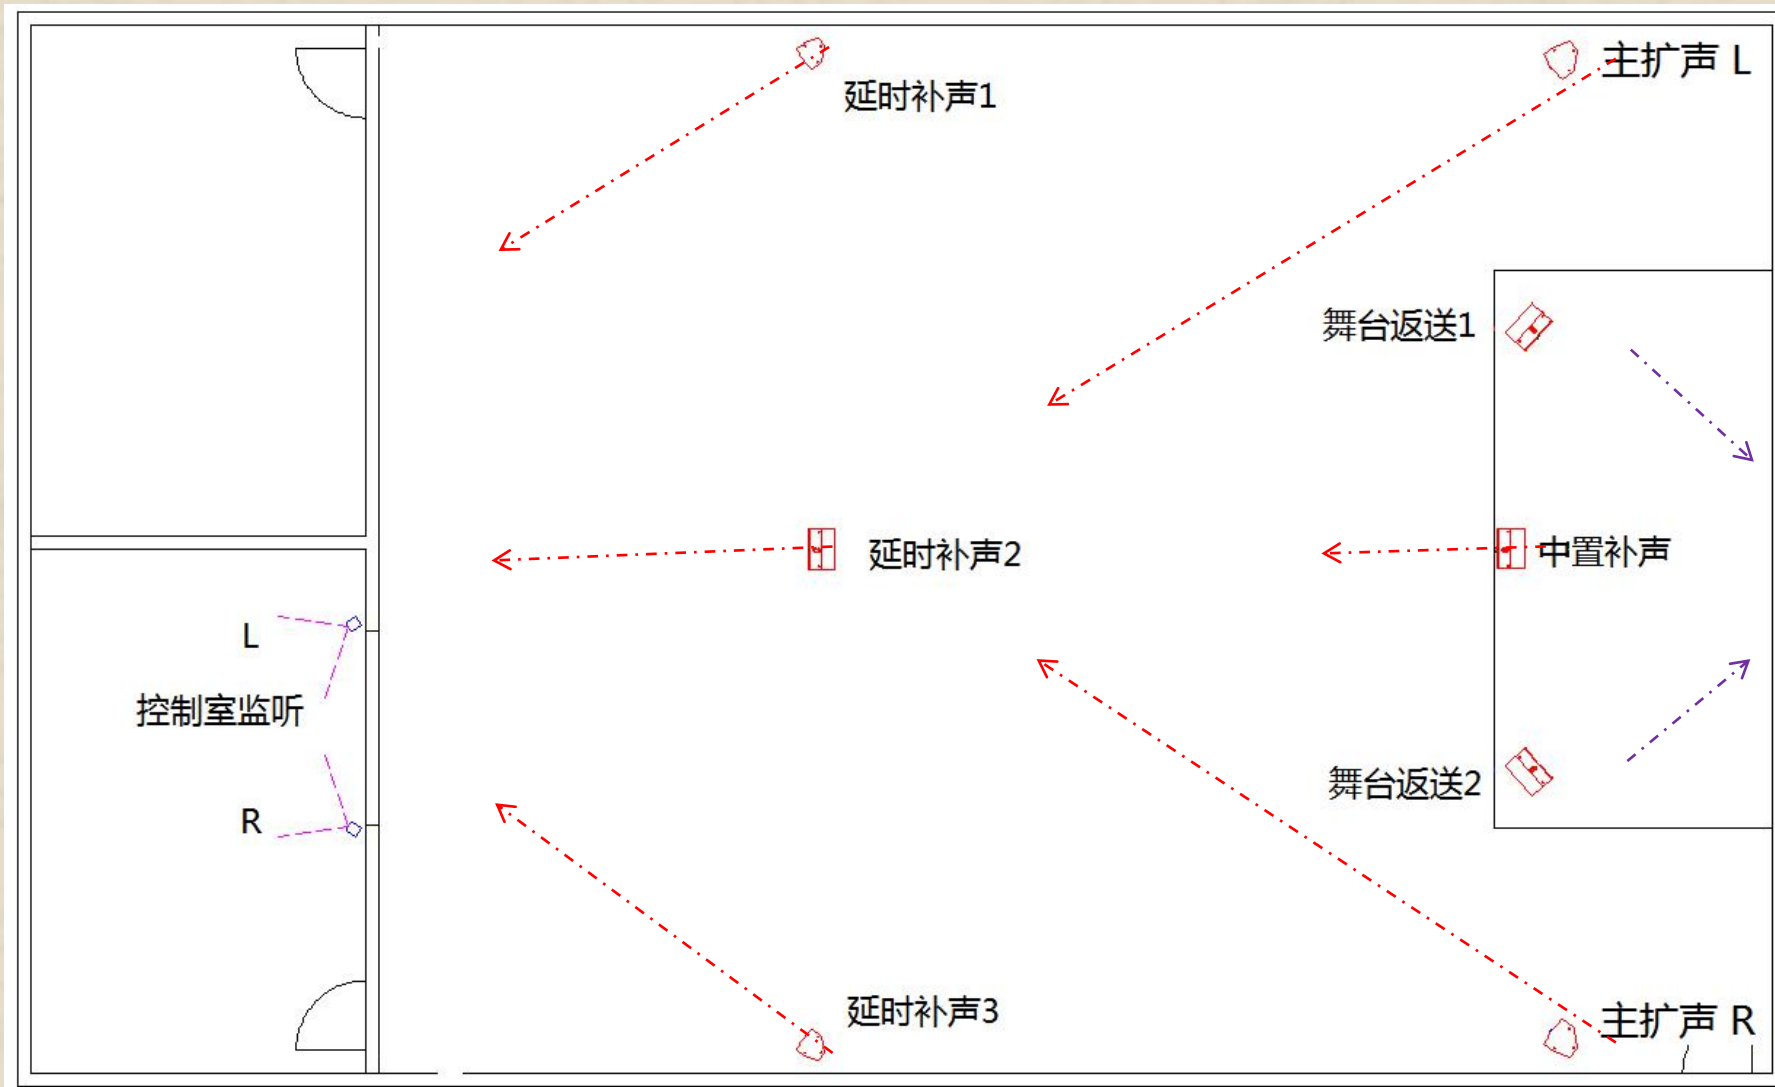 主扩声 L
延时补声1
舞台返送1
延时补声2
中置补声
L
控制室监听
舞台返送2
R
延时补声3
主扩声 R